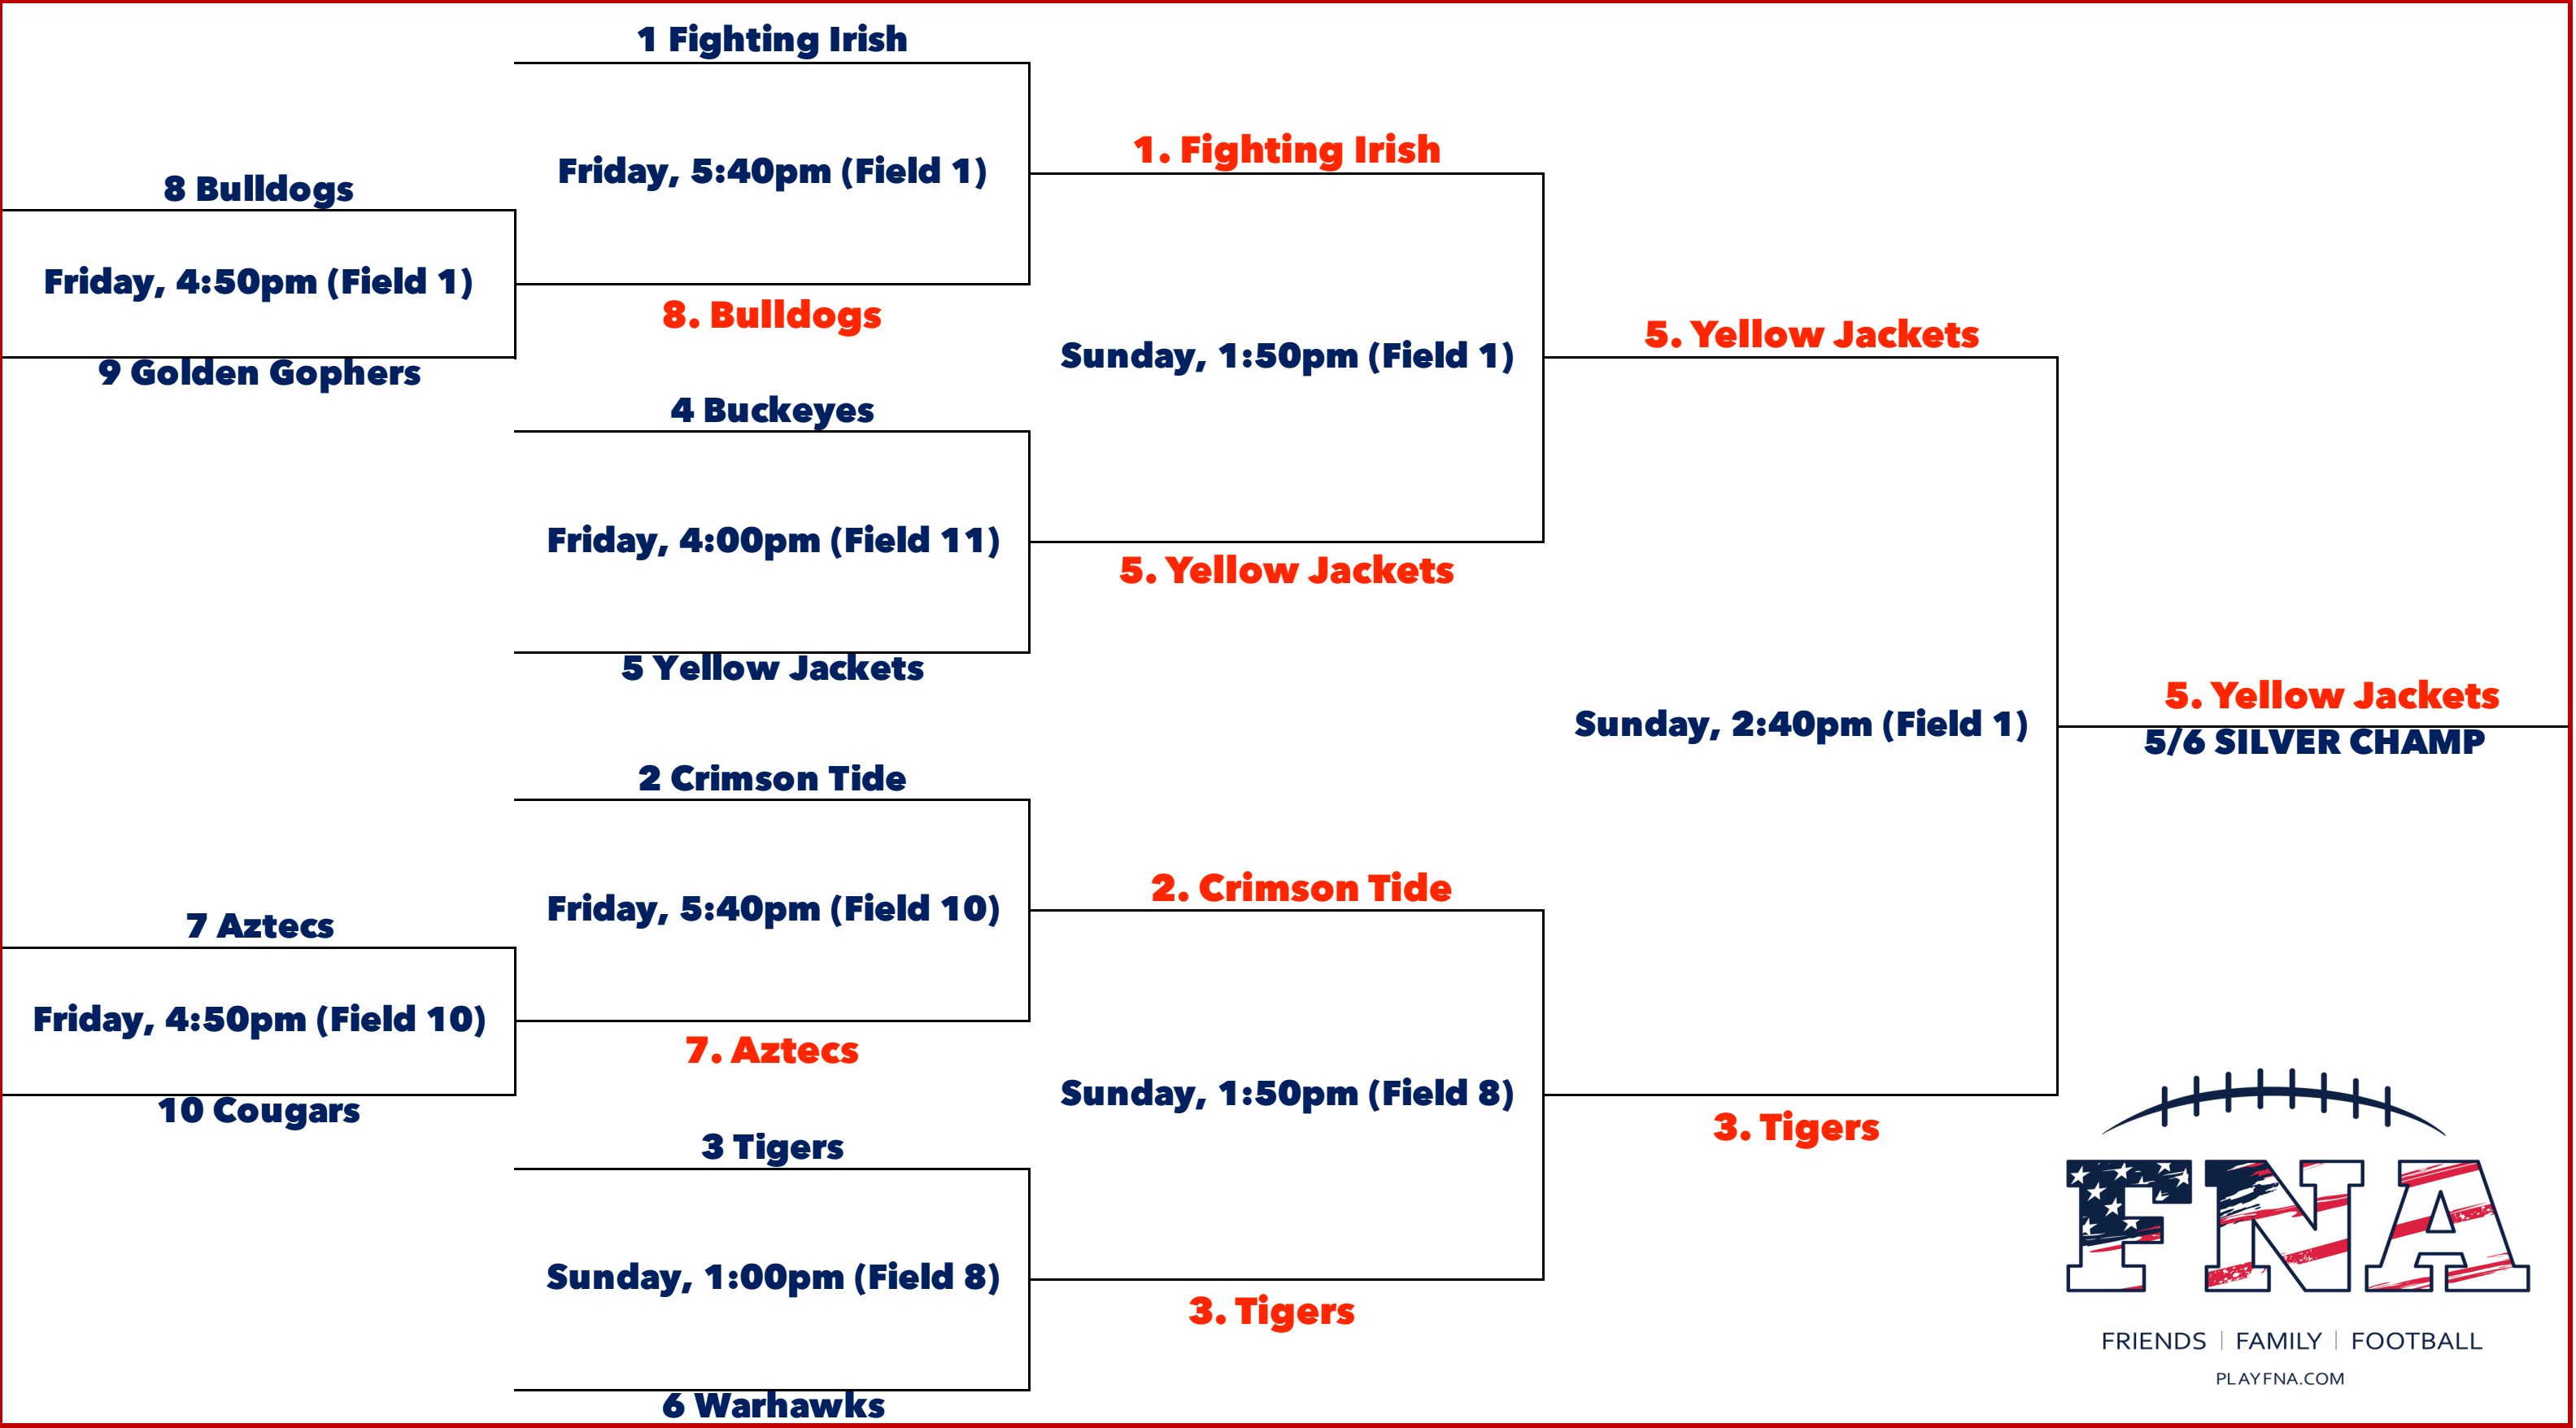 1 Fighting Irish
Friday, 5:40pm (Field 1)
8 Bulldogs
Friday, 4:50pm (Field 1)
9 Golden Gophers
8. Bulldogs
1. Fighting Irish
Sunday, 1:50pm (Field 1)
4 Buckeyes
Friday, 4:00pm (Field 11)
5 Yellow Jackets
5. Yellow Jackets
5. Yellow Jackets
Sunday, 2:40pm (Field 1)
5. Yellow Jackets
5/6 SILVER CHAMP
2 Crimson Tide
Friday, 5:40pm (Field 10)
7 Aztecs
Friday, 4:50pm (Field 10)
10 Cougars
7. Aztecs
2. Crimson Tide
Sunday, 1:50pm (Field 8)
3 Tigers
Sunday, 1:00pm (Field 8)
6 Warhawks
3. Tigers
3. Tigers
FNA
FRIENDS | FAMILY | FOOTBALL
PLAYFNA.COM